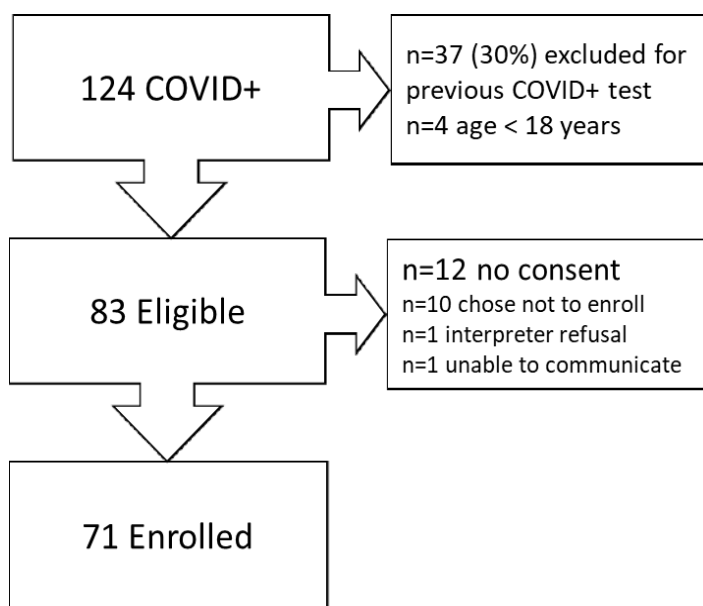 124 COVID+
n=37 (30%) excluded for
previous COVID+ test
n=4 age < 18 years
83 Eligible
n=12 no consent
n=10 chose not to enroll
n=1 interpreter refusal
n=1 unable to communicate
71 Enrolled